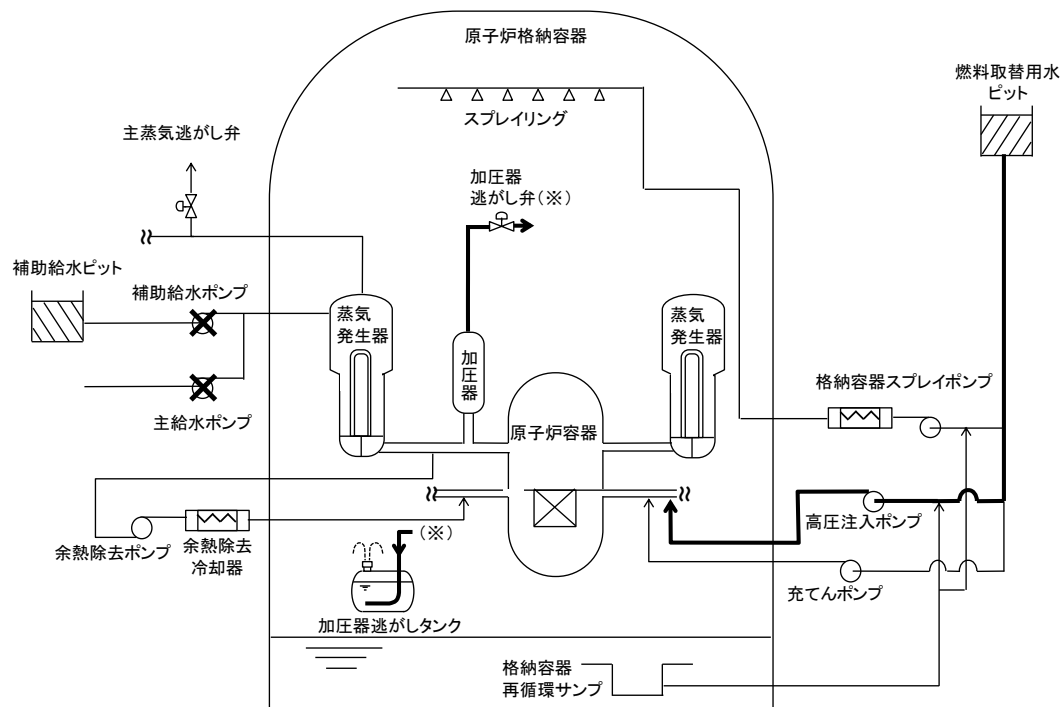 原子炉格納容器
燃料取替用水
ピット
スプレイリング
主蒸気逃がし弁
加圧器
逃がし弁(※)
補助給水ピット
補助給水ポンプ
蒸気
発生器
蒸気
発生器
加
圧
器
格納容器スプレイポンプ
主給水ポンプ
原子炉容器
高圧注入ポンプ
余熱除去ポンプ
余熱除去
冷却器
(※)
充てんポンプ
加圧器逃がしタンク
格納容器
再循環サンプ